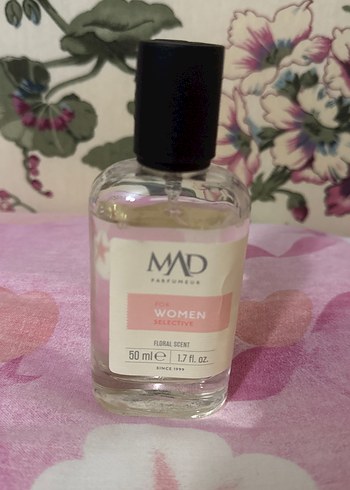 MAD
PARFUMEUR
WOMEN
SELECTIVE
FLORAL SCENT
50 ml e 1.7 fl. oz.
SINCE 1994